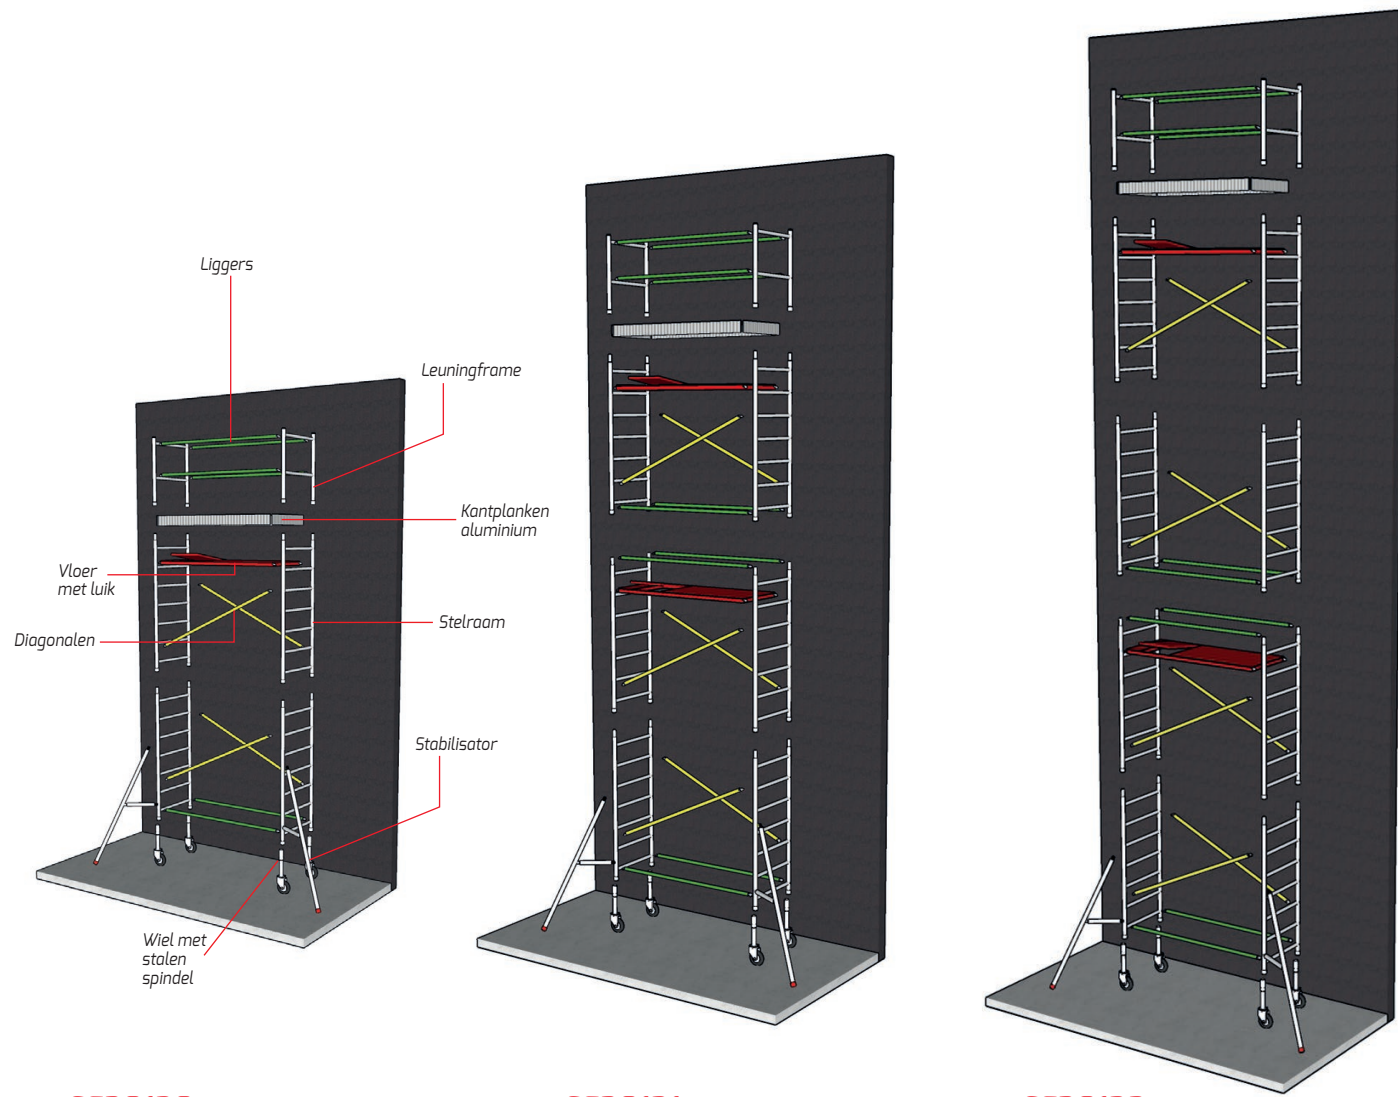 Liggers
Leuningframe
Kantplanken
aluminium
Vloer
met luik
Diagonalen
Stelraam
Stabilisator
Wiel met
stalen
spindel